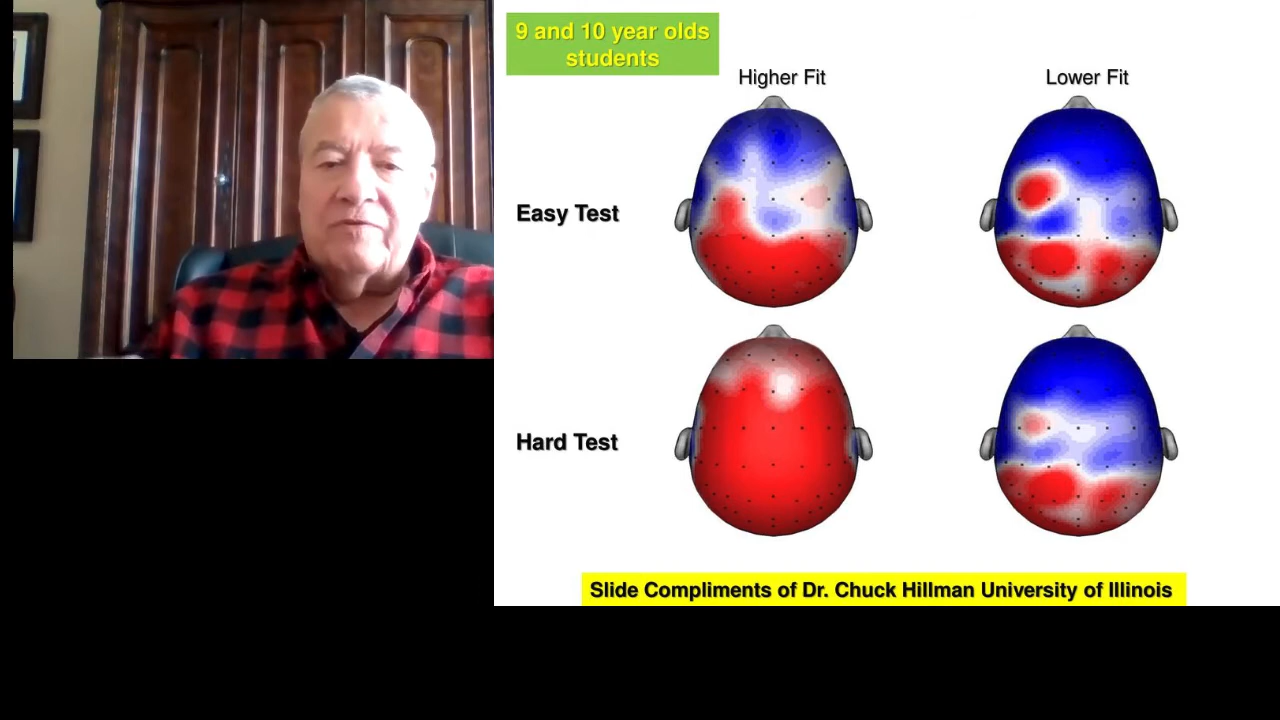 9 and 10 year olds
students
Higher Fit
Lower Fit
Easy Test
Hard Test
Slide Compliments of Dr. Chuck Hillman University of Illinois